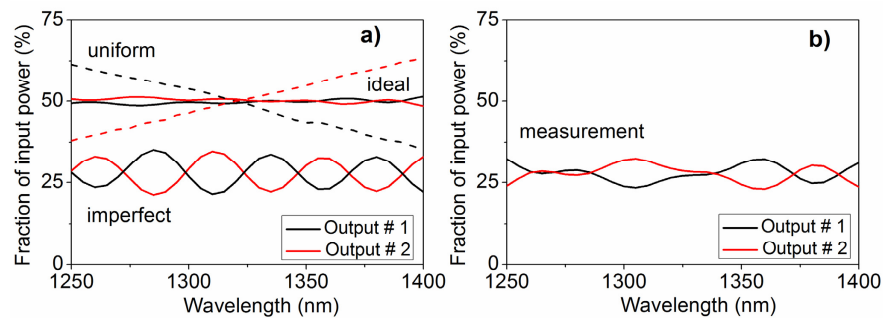 Fraction of input power (%)
75
50
25
0
uniform
a)
ideal
imperfect
Output # 1
Output # 2
1250
1300
1350
1400
Wavelength (nm)
Fraction of input power (%)
75
50
25
0
b)
measurement
Output # 1
Output # 2
1250
1300
1350
1400
Wavelength (nm)